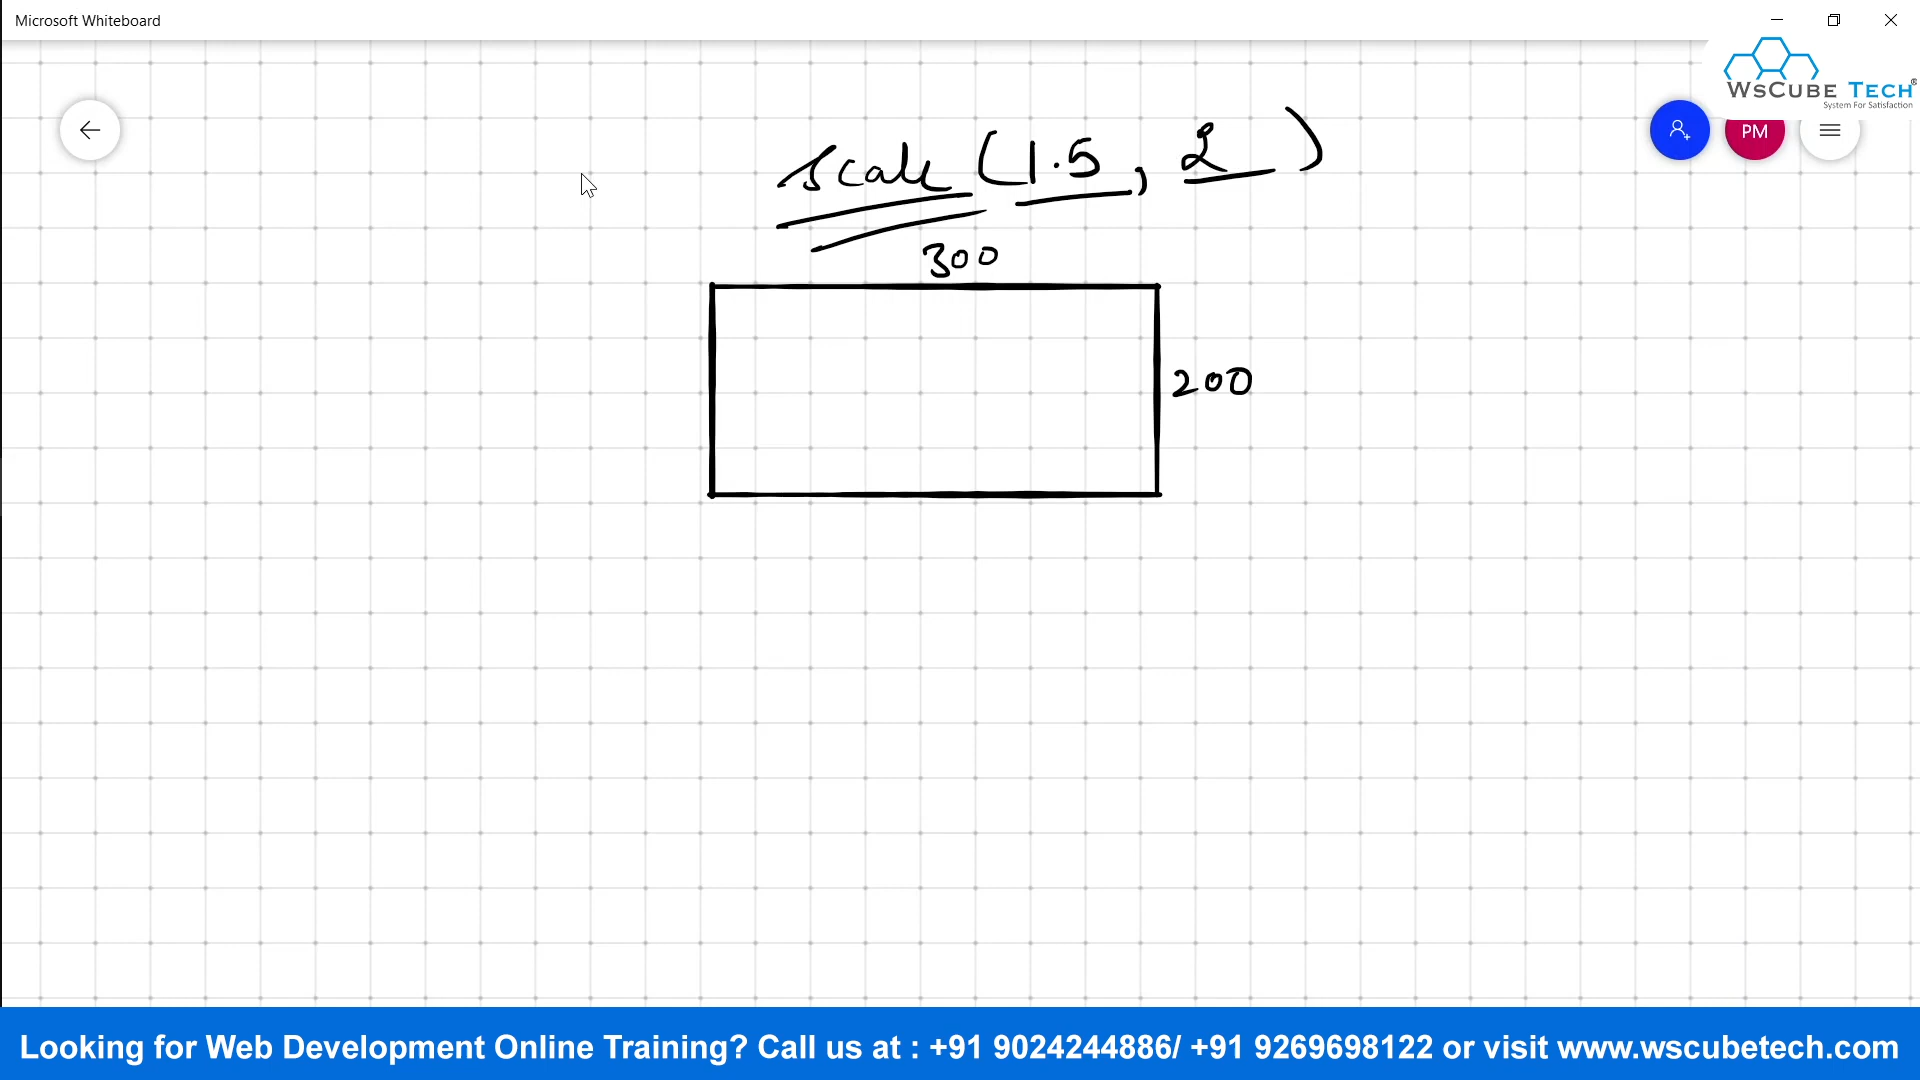 Microsoft Whiteboard
WSCUBE TECH®
System For Satisfaction
PM
scale (1.5, 2)
300
200
Looking for Web Development Online Training? Call us at : +91 9024244886/ +91 9269698122 or visit www.wscubetech.com